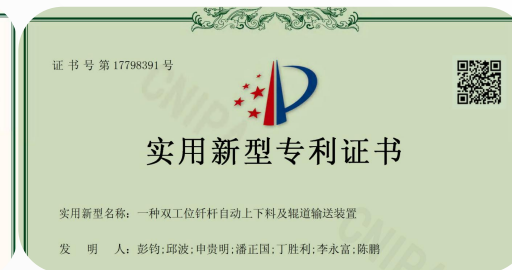 证书号第17798391号
CNIPA
实用新型专利证书
实用新型名称：一种双工位钎杆自动上下料及辊道输送装置
CNIPA
发 明 人：彭钧;邱波;申贵明;潘正国;丁胜利;李永富;陈鹏